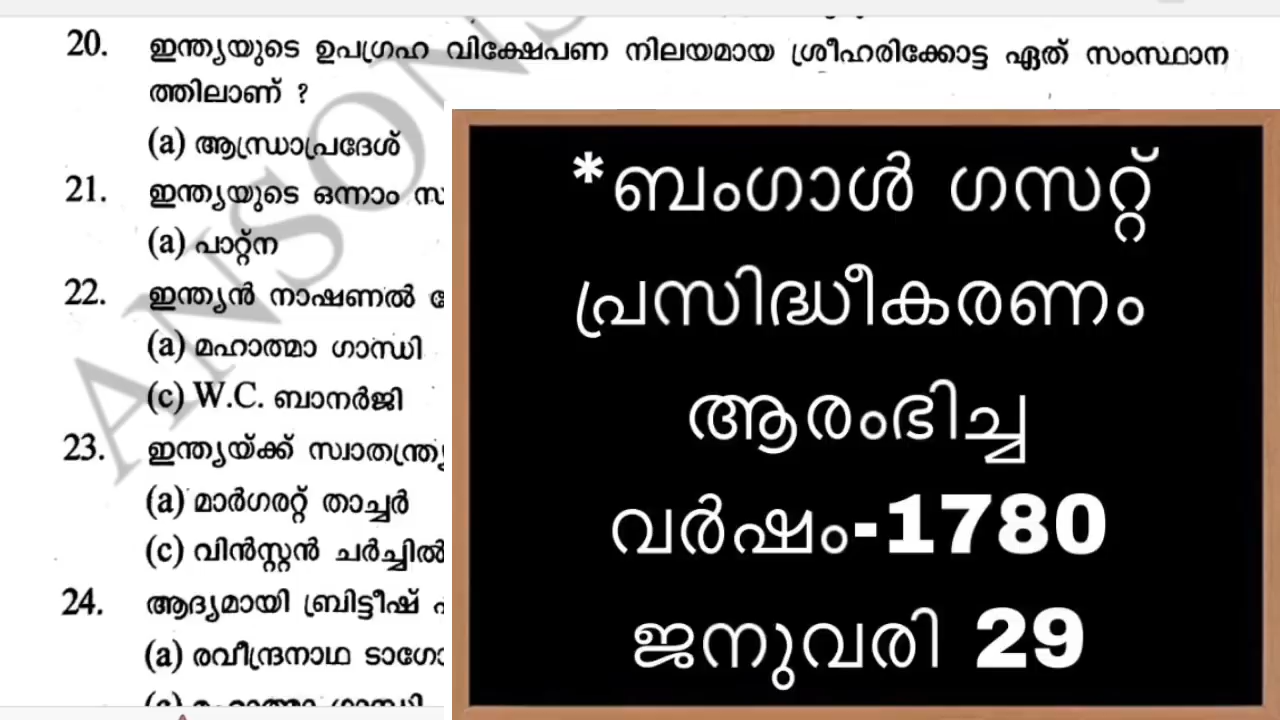 20. ഇന്ത്യയുടെ ഉപഗ്രഹ വിക്ഷേപണ നിലയമായ ശ്രീഹരിക്കോട്ട ഏത് സംസ്ഥാന
ത്തിലാണ് ?
(a) ആന്ധ്രാപ്രദേശ്
21. ഇന്ത്യയുടെ ഒന്നാം
(a) പാറ്റ്ന
22. ഇന്ത്യൻ നാഷണൽ
(a) മഹാത്മാ ഗാന്ധി
(c) W.C. ബാനർജി
23. ഇന്ത്യയ്ക്ക്
(a) മാർഗരറ്റ് താച്ചർ
(c) വിൻസ്റ്റൻ ചർച്ചിൽ
24. ആദ്യമായി ബ്രിട്ടീഷ്
(a) രവീന്ദ്രനാഥ
ANSONS
*ബംഗാൾ ഗസറ്റ്
പ്രസിദ്ധീകരണം
ആരംഭിച്ച
വർഷം-1780
ജനുവരി 29